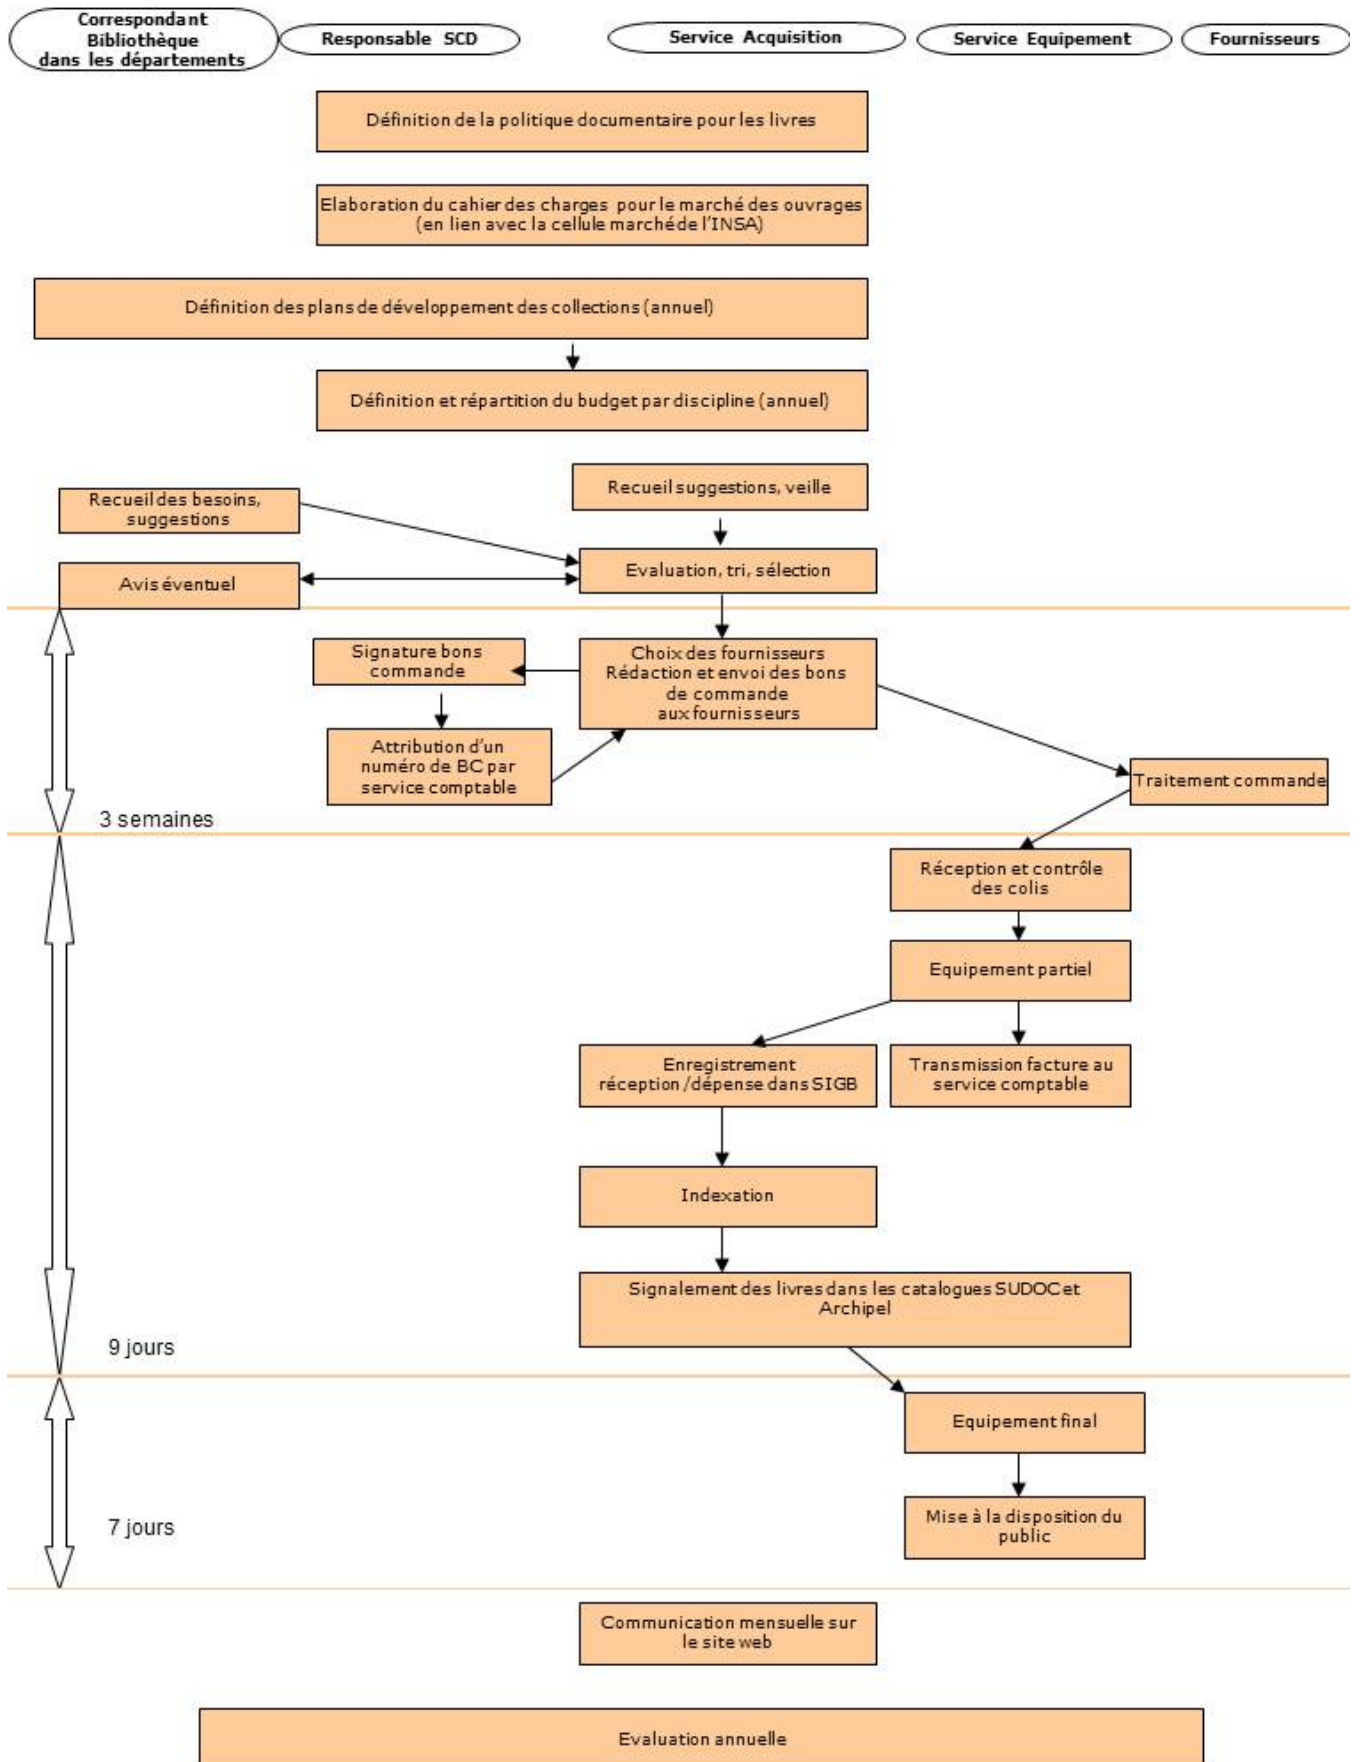 Correspondant
Bibliothèque
dans les départements
Responsable SCD
Service Acquisition
Service Equipement
Fournisseurs
Définition de la politique documentaire pour les livres
Elaboration du cahier des charges pour le marché des ouvrages
(en lien avec la cellule marché de l'INSA)
Définition des plans de développement des collections (annuel)
Définition et répartition du budget par discipline (annuel)
Recueil suggestions, veille
Recueil des besoins,
suggestions
Evaluation, tri, sélection
Avis éventuel
Signature bons
commande
Choix des fournisseurs
Rédaction et envoi des bons
de commande
aux fournisseurs
Attribution d'un
numéro de BC par
service comptable
Traitement commande
3 semaines
Réception et contrôle
des colis
Equipement partiel
Enregistrement
réception /dépense dans SIGB
Transmission facture au
service comptable
Indexation
Signalement des livres dans les catalogues SUDOC et
Archipel
9 jours
Equipement final
Mise à la disposition du
public
7 jours
Communication mensuelle sur
le site web
Evaluation annuelle